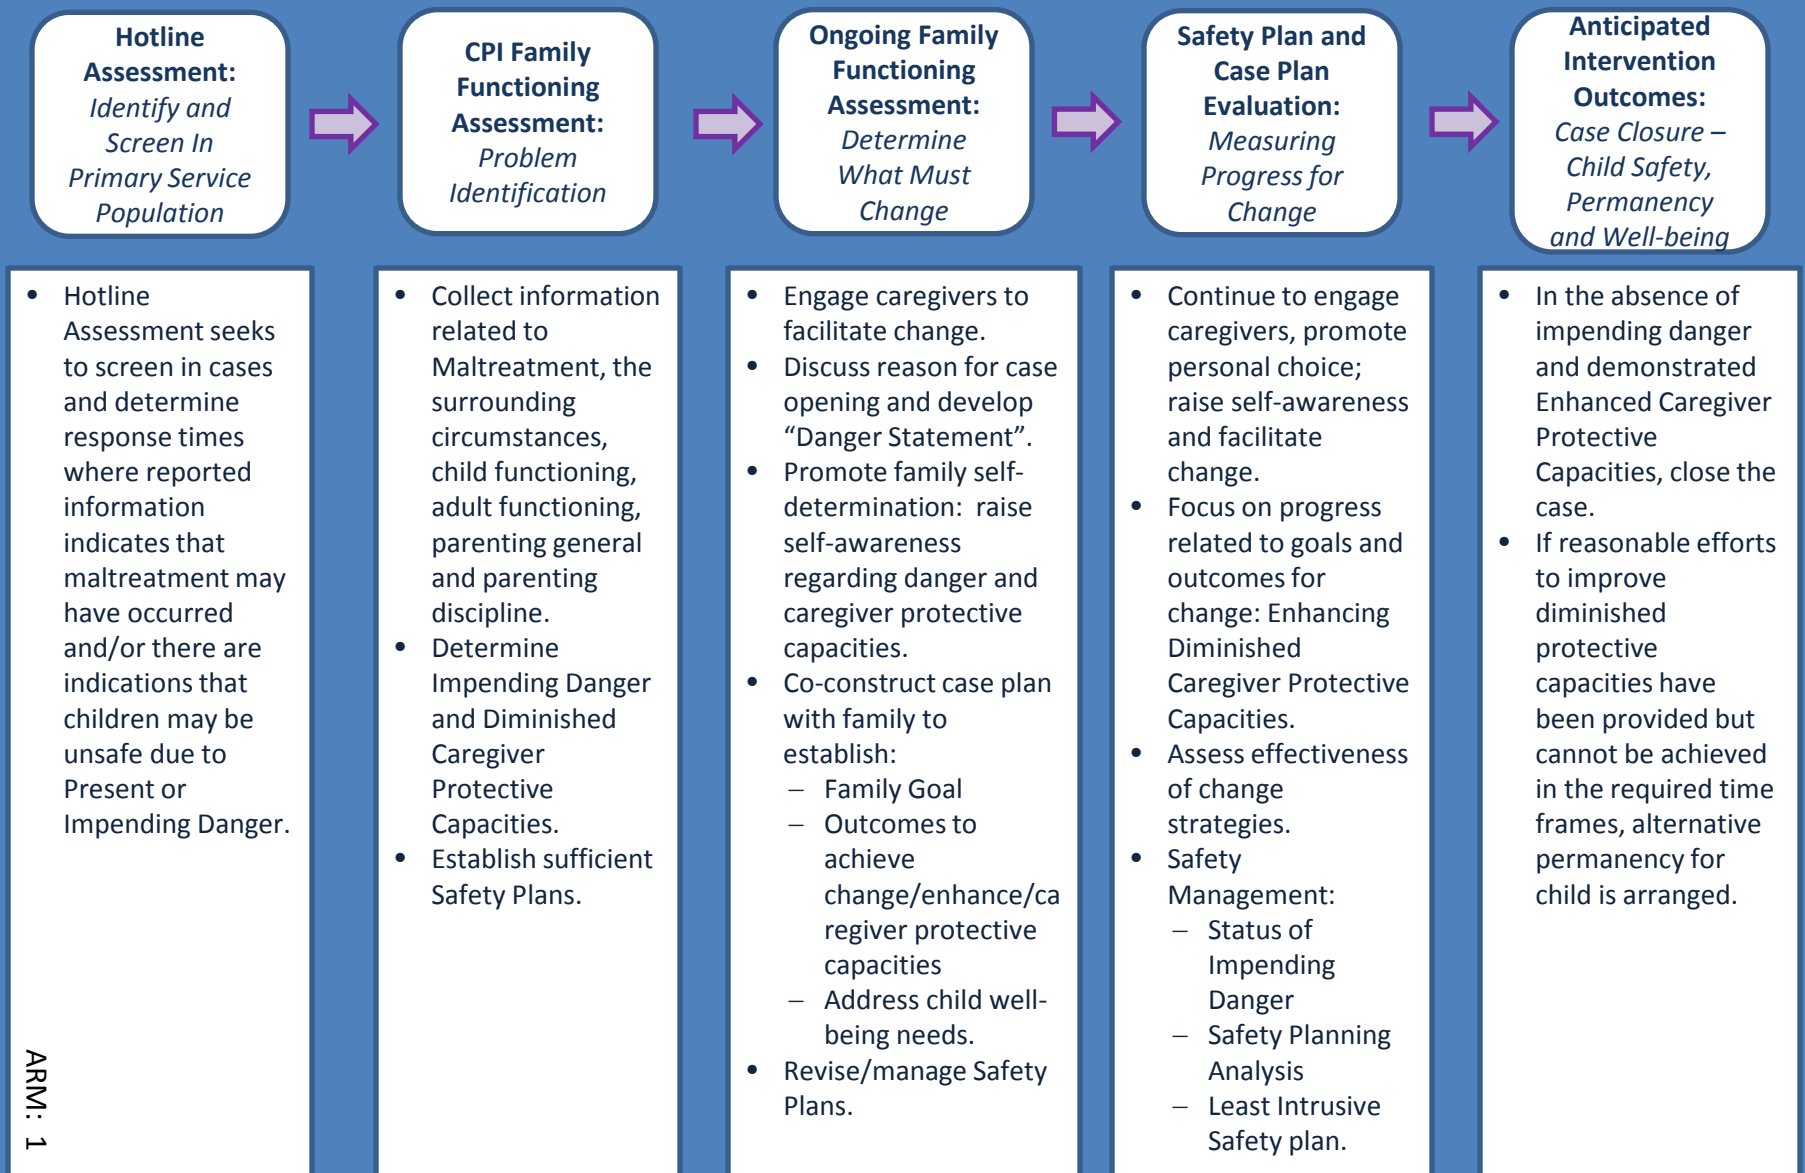 Hotline
Assessment:
Identify and
Screen In
Primary Service
Population
CPI Family
Functioning
Assessment:
Problem
Identification
Ongoing Family
Functioning
Assessment:
Determine
What Must
Change
Safety Plan and
Case Plan
Evaluation:
Measuring
Progress for
Change
Anticipated
Intervention
Outcomes:
Case Closure –
Child Safety,
Permanency
and Well-being
• Hotline
Assessment seeks
to screen in cases
and determine
response times
where reported
information
indicates that
maltreatment may
have occurred
and/or there are
indications that
children may be
unsafe due to
Present or
Impending Danger.
• Collect information
related to
Maltreatment, the
surrounding
circumstances,
child functioning,
adult functioning,
parenting general
and parenting
discipline.
• Determine
Impending Danger
and Diminished
Caregiver
Protective
Capacities.
• Establish sufficient
Safety Plans.
• Engage caregivers to
facilitate change.
• Discuss reason for case
opening and develop
“Danger Statement”.
• Promote family self-
determination: raise
self-awareness
regarding danger and
caregiver protective
capacities.
• Co-construct case plan
with family to
establish:
– Family Goal
– Outcomes to
achieve
change/enhance/ca
regiver protective
capacities
– Address child well-
being needs.
• Revise/manage Safety
Plans.
• Continue to engage
caregivers, promote
personal choice;
raise self-awareness
and facilitate
change.
• Focus on progress
related to goals and
outcomes for
change: Enhancing
Diminished
Caregiver Protective
Capacities.
• Assess effectiveness
of change
strategies.
• Safety
Management:
– Status of
Impending
Danger
– Safety Planning
Analysis
– Least Intrusive
Safety plan.
• In the absence of
impending danger
and demonstrated
Enhanced Caregiver
Protective
Capacities, close the
case.
• If reasonable efforts
to improve
diminished
protective
capacities have
been provided but
cannot be achieved
in the required time
frames, alternative
permanency for
child is arranged.
ARM: 1